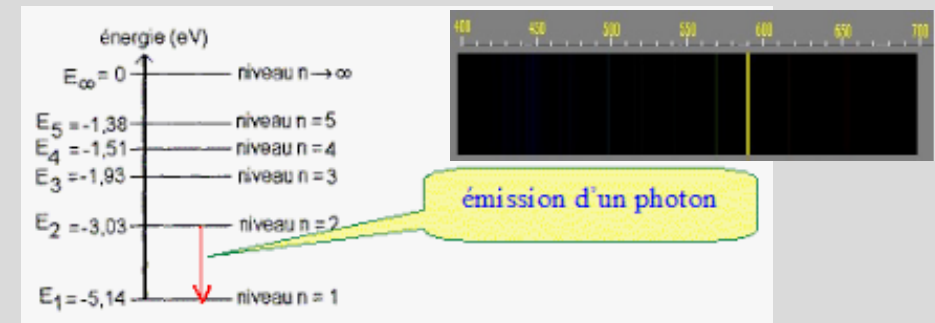 énergie (eV)
E∞ = 0 niveau n → ∞
E5 = -1,38 niveau n = 5
E4 = -1,51 niveau n = 4
E3 = -1,93 niveau n = 3
E2 = -3,03 niveau n = 2
E1 = -5,14 niveau n = 1
400 450 500 550 600 650 700
émission d'un photon